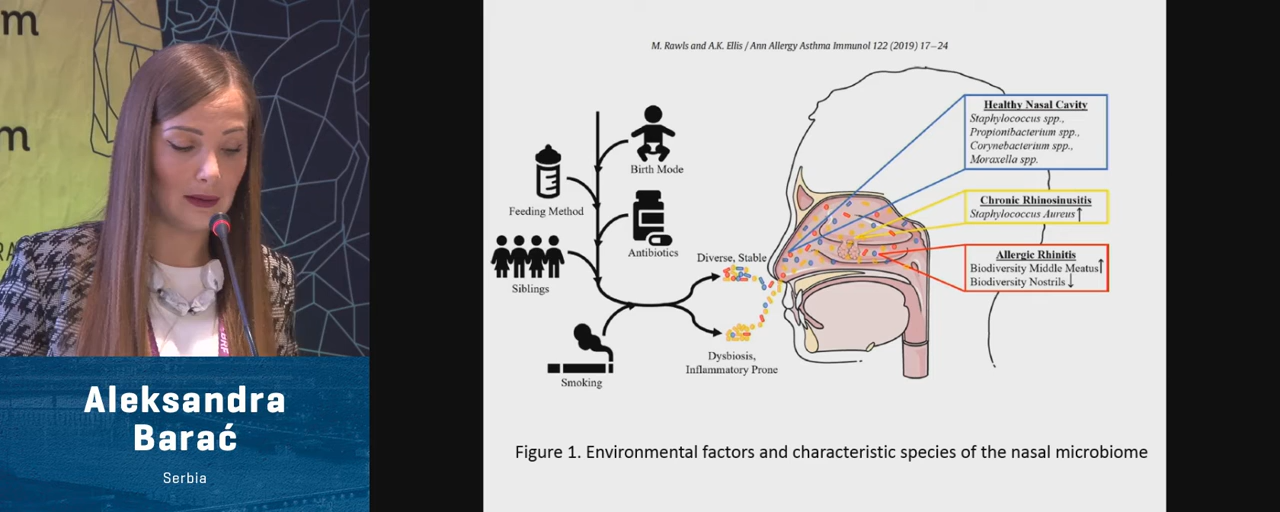 m
m
RA
Aleksandra
Barać
Serbia
M. Rawls and A.K. Ellis / Ann Allergy Asthma Immunol 122 (2019) 17–24
Birth Mode
Feeding Method
Antibiotics
Siblings
Smoking
Diverse, Stable
Dysbiosis,
Inflammatory Prone
Healthy Nasal Cavity
Staphylococcus spp.,
Propionibacterium spp.,
Corynebacterium spp.,
Moraxella spp.
Chronic Rhinosinusitis
Staphylococcus Aureus↑
Allergic Rhinitis
Biodiversity Middle Meatus↑
Biodiversity Nostrils↓
Figure 1. Environmental factors and characteristic species of the nasal microbiome